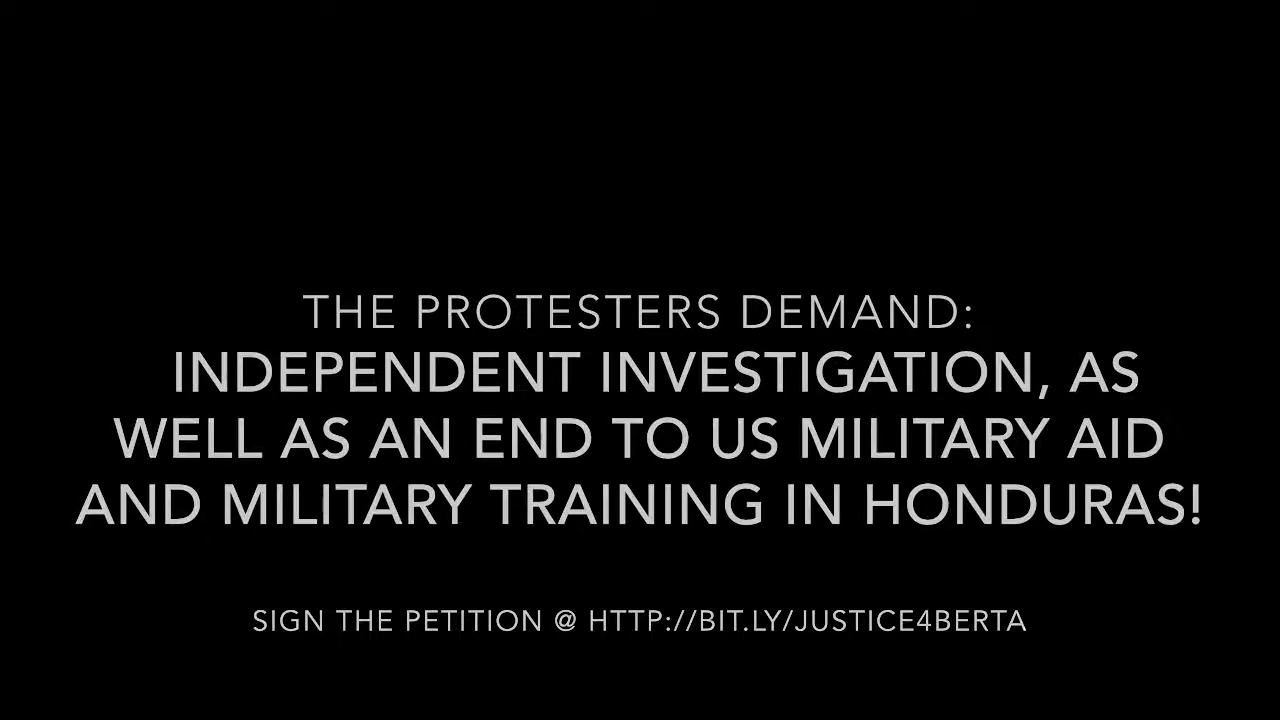 THE PROTESTERS DEMAND:
INDEPENDENT INVESTIGATION, AS
WELL AS AN END TO US MILITARY AID
AND MILITARY TRAINING IN HONDURAS!
SIGN THE PETITION @ HTTP://BIT.LY/JUSTICE4BERTA